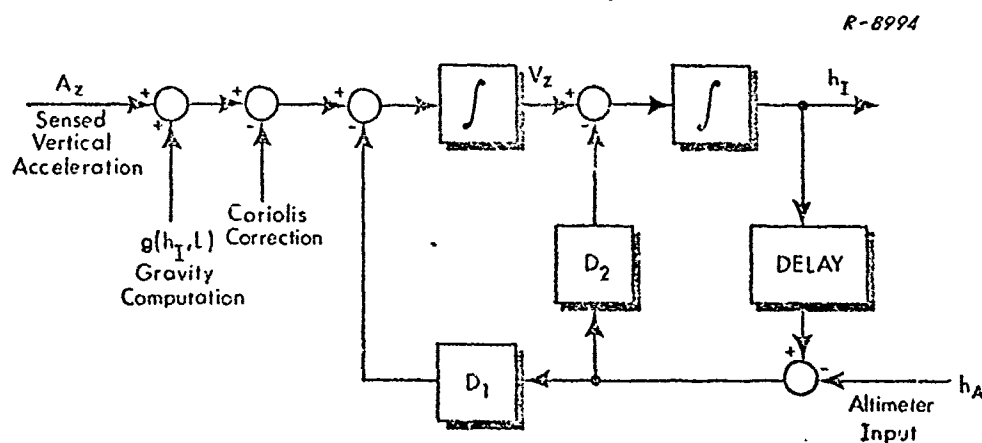 R-8994
A_z
Sensed
Vertical
Acceleration
+
+
+
-
+
-
∫
V_z
+
-
∫
h_I
g(h_I, L)
Gravity
Computation
Coriolis
Correction
D_2
DELAY
D_1
+
-
h_A
Altimeter
Input